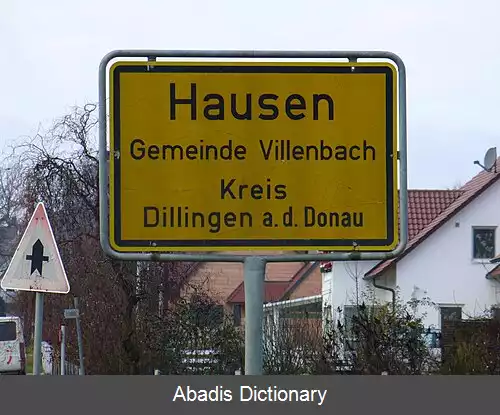 Hausen
Gemeinde Villenbach
Kreis
Dillingen a.d. Donau
Abadis Dictionary